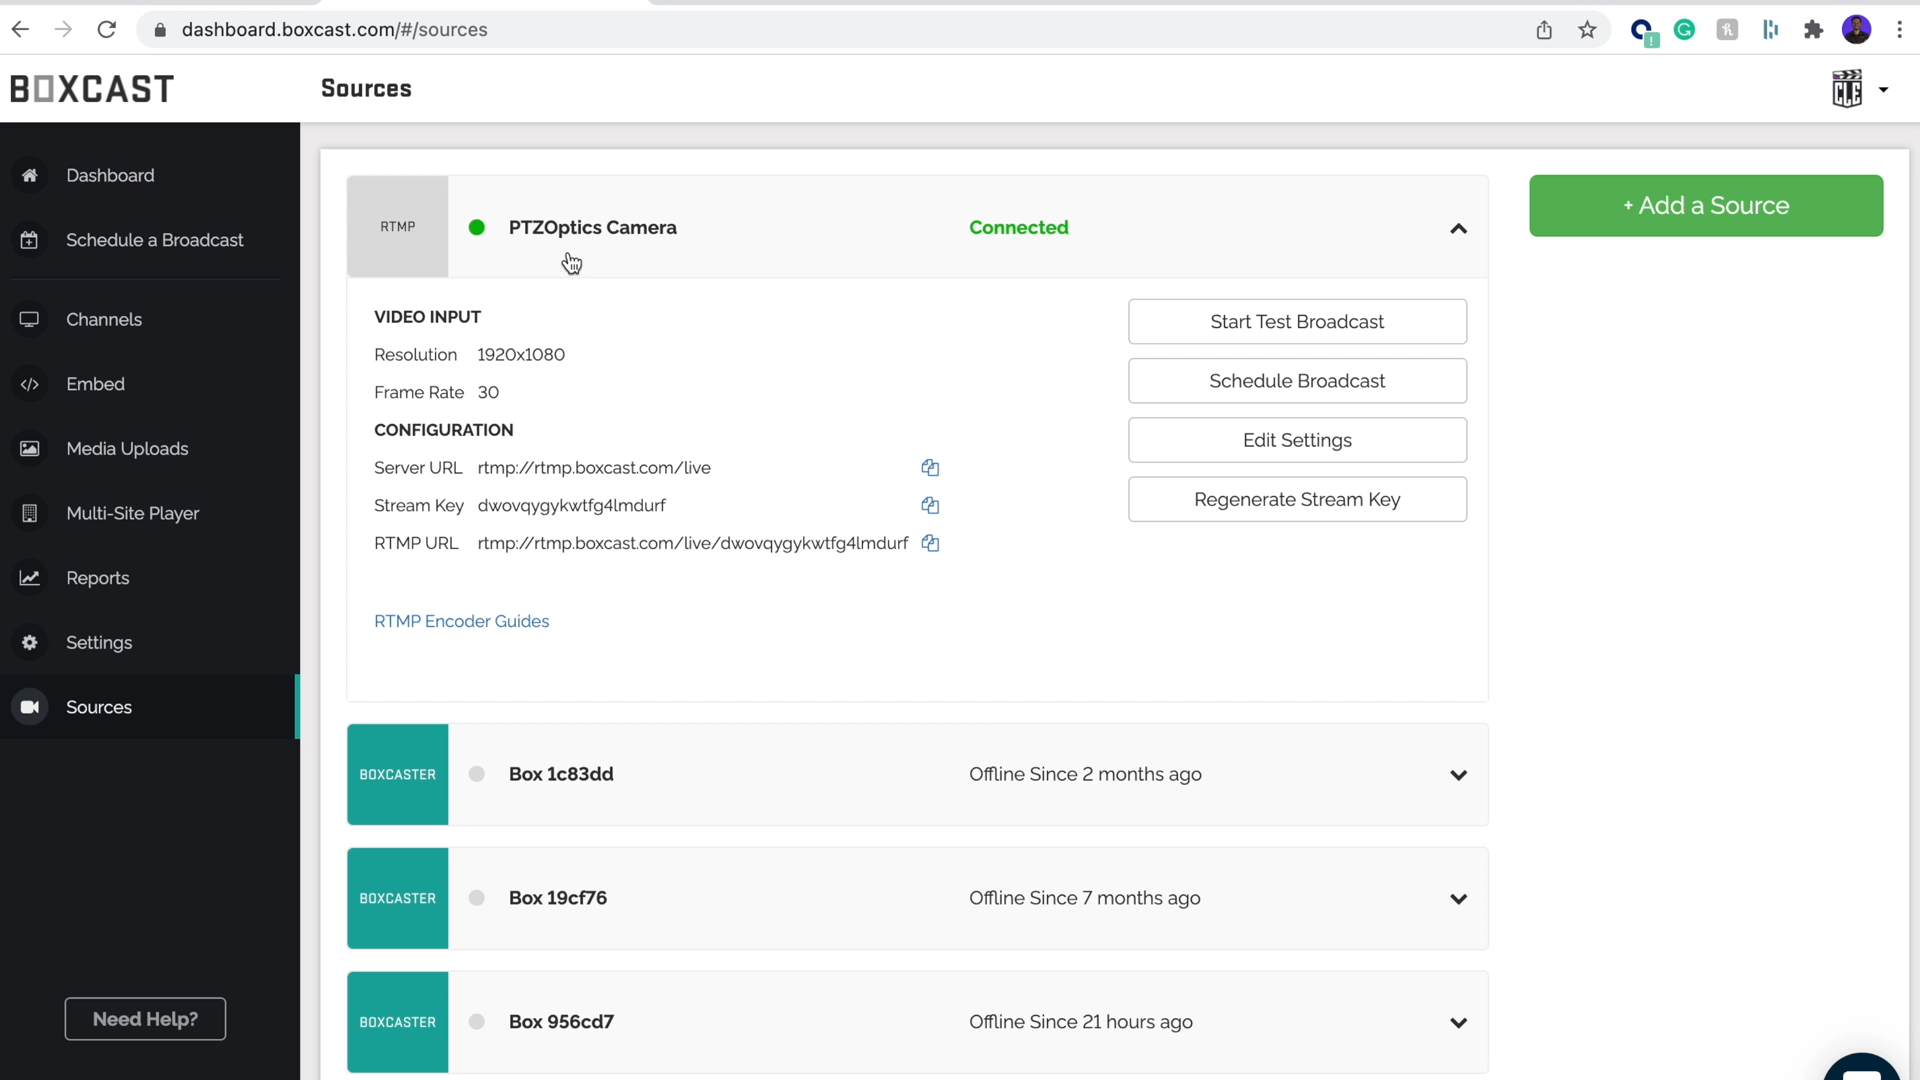 dashboard.boxcast.com/#/sources
BOXCAST
Sources
CLE
Dashboard
Schedule a Broadcast
Channels
Embed
Media Uploads
Multi-Site Player
Reports
Settings
Sources
Need Help?
RTMP PTZOptics Camera Connected
+ Add a Source
VIDEO INPUT
Resolution 1920x1080
Frame Rate 30
CONFIGURATION
Server URL rtmp://rtmp.boxcast.com/live
Stream Key dwovqygykwtfg4lmdurf
RTMP URL rtmp://rtmp.boxcast.com/live/dwovqygykwtfg4lmdurf
RTMP Encoder Guides
Start Test Broadcast
Schedule Broadcast
Edit Settings
Regenerate Stream Key
BOXCASTER Box 1c83dd Offline Since 2 months ago
BOXCASTER Box 19cf76 Offline Since 7 months ago
BOXCASTER Box 956cd7 Offline Since 21 hours ago